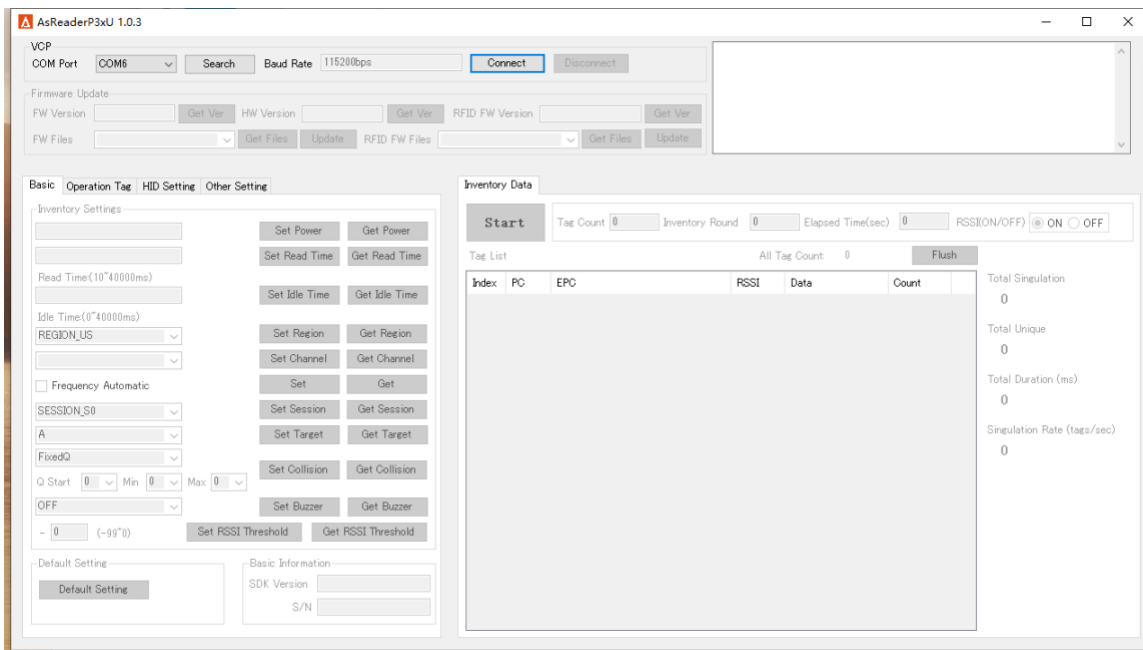 AsReaderP3xU 1.0.3
VCP
COM Port COM6 Search Baud Rate 115200bps Connect Disconnect
Firmware Update
FW Version Get Ver HW Version Get Ver RFID FW Version Get Ver
FW Files Get Files Update RFID FW Files Get Files Update
Basic Operation Tag HID Setting Other Setting
Inventory Settings
Set Power Get Power
Set Read Time Get Read Time
Read Time:(10~40000ms)
Set Idle Time Get Idle Time
Idle Time:(0~40000ms)
REGION_US Set Region Get Region
Set Channel Get Channel
Frequency Automatic Set Get
SESSION_S0 Set Session Get Session
A Set Target Get Target
FixedQ
Set Collision Get Collision
Q Start 0 Min 0 Max 0
OFF Set Buzzer Get Buzzer
- 0 (-99~0) Set RSSI Threshold Get RSSI Threshold
Default Setting
Default Setting
Basic Information
SDK Version
S/N
Inventory Data
Start Tag Count 0 Inventory Round 0 Elapsed Time(sec) 0 RSSI(ON/OFF) ON OFF
Tag List All Tag Count 0 Flush
Index PC EPC RSSI Data Count
Total Singulation
0
Total Unique
0
Total Duration (ms)
0
Singulation Rate (tags/sec)
0